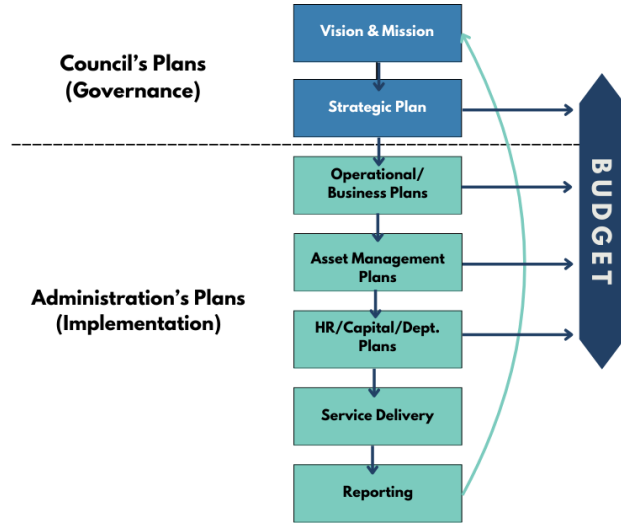 Vision & Mission
Council's Plans
(Governance)
Strategic Plan
Operational/
Business Plans
Asset Management
Plans
Administration's Plans
(Implementation)
HR/Capital/Dept.
Plans
Service Delivery
Reporting
BUDGET